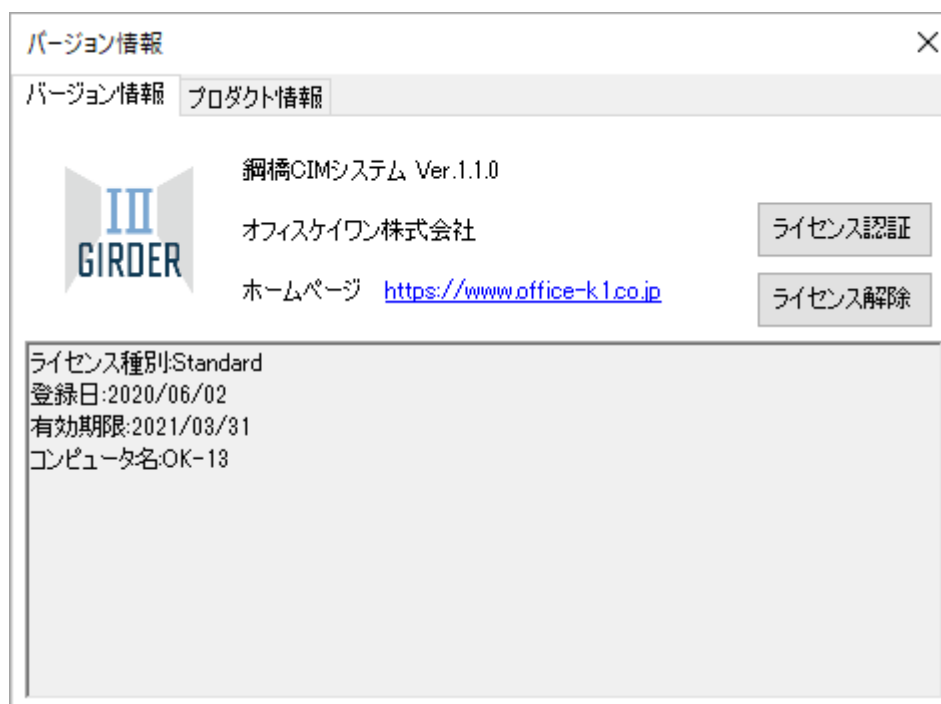 バージョン情報
バージョン情報 プロダクト情報
鋼橋CIMシステム Ver.1.1.0
III
GIRDER
オフィスケイワン株式会社
ライセンス認証
ホームページ https://www.office-k1.co.jp
ライセンス解除
ライセンス種別:Standard
登録日:2020/06/02
有効期限:2021/03/31
コンピュータ名:OK-13